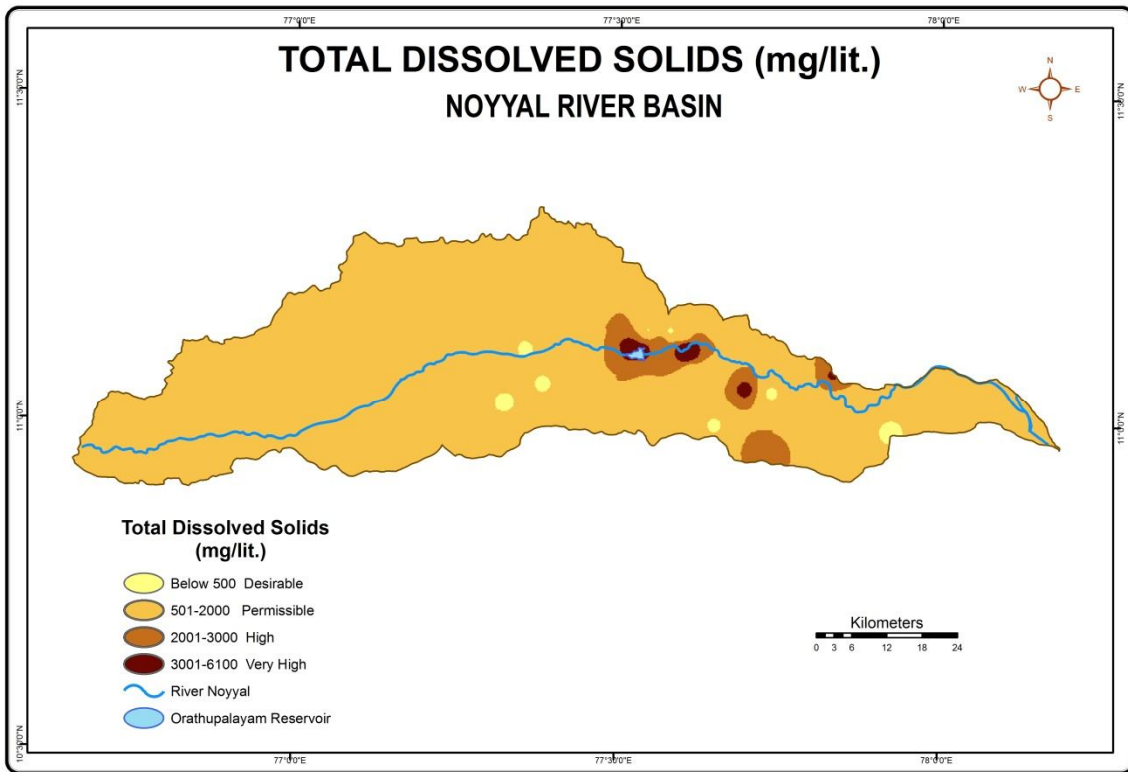 77°0'0"E 77°30'0"E 78°0'0"E
TOTAL DISSOLVED SOLIDS (mg/lit.)
NOYYAL RIVER BASIN
N
W E
S
11°30'0"N 11°30'0"N
11°0'0"N 11°0'0"N
Total Dissolved Solids
(mg/lit.)
Below 500 Desirable
501-2000 Permissible
2001-3000 High
3001-6100 Very High
River Noyyal
Orathupalayam Reservoir
Kilometers
0 3 6 12 18 24
10°30'0"N 10°30'0"N
77°0'0"E 77°30'0"E 78°0'0"E